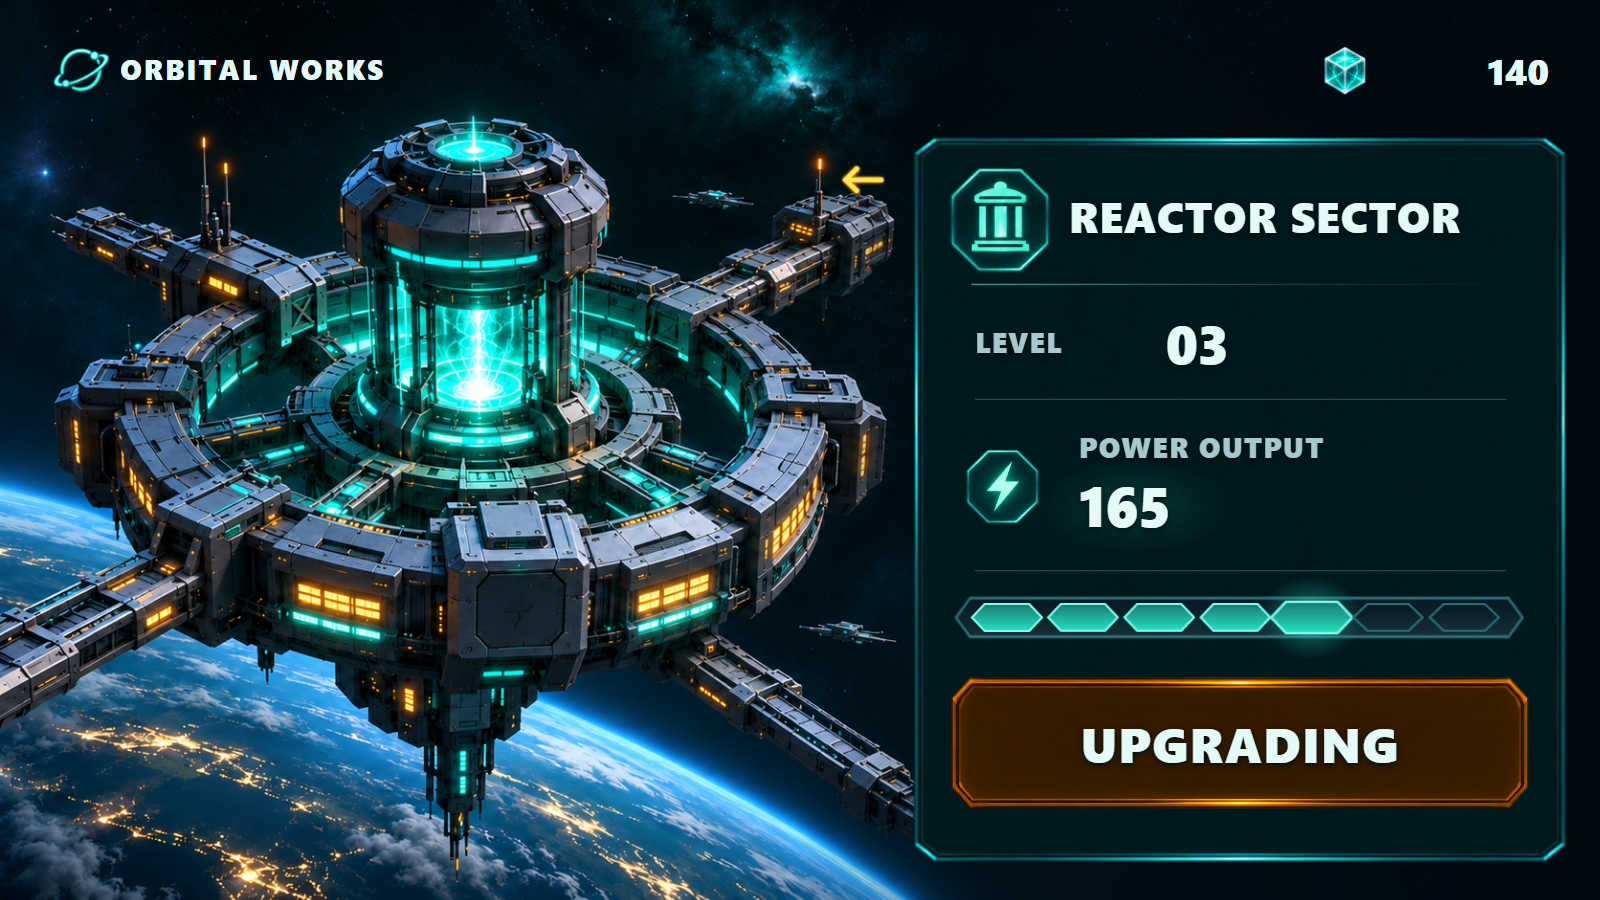 ORBITAL WORKS
140
REACTOR SECTOR
LEVEL 03
POWER OUTPUT
165
UPGRADING